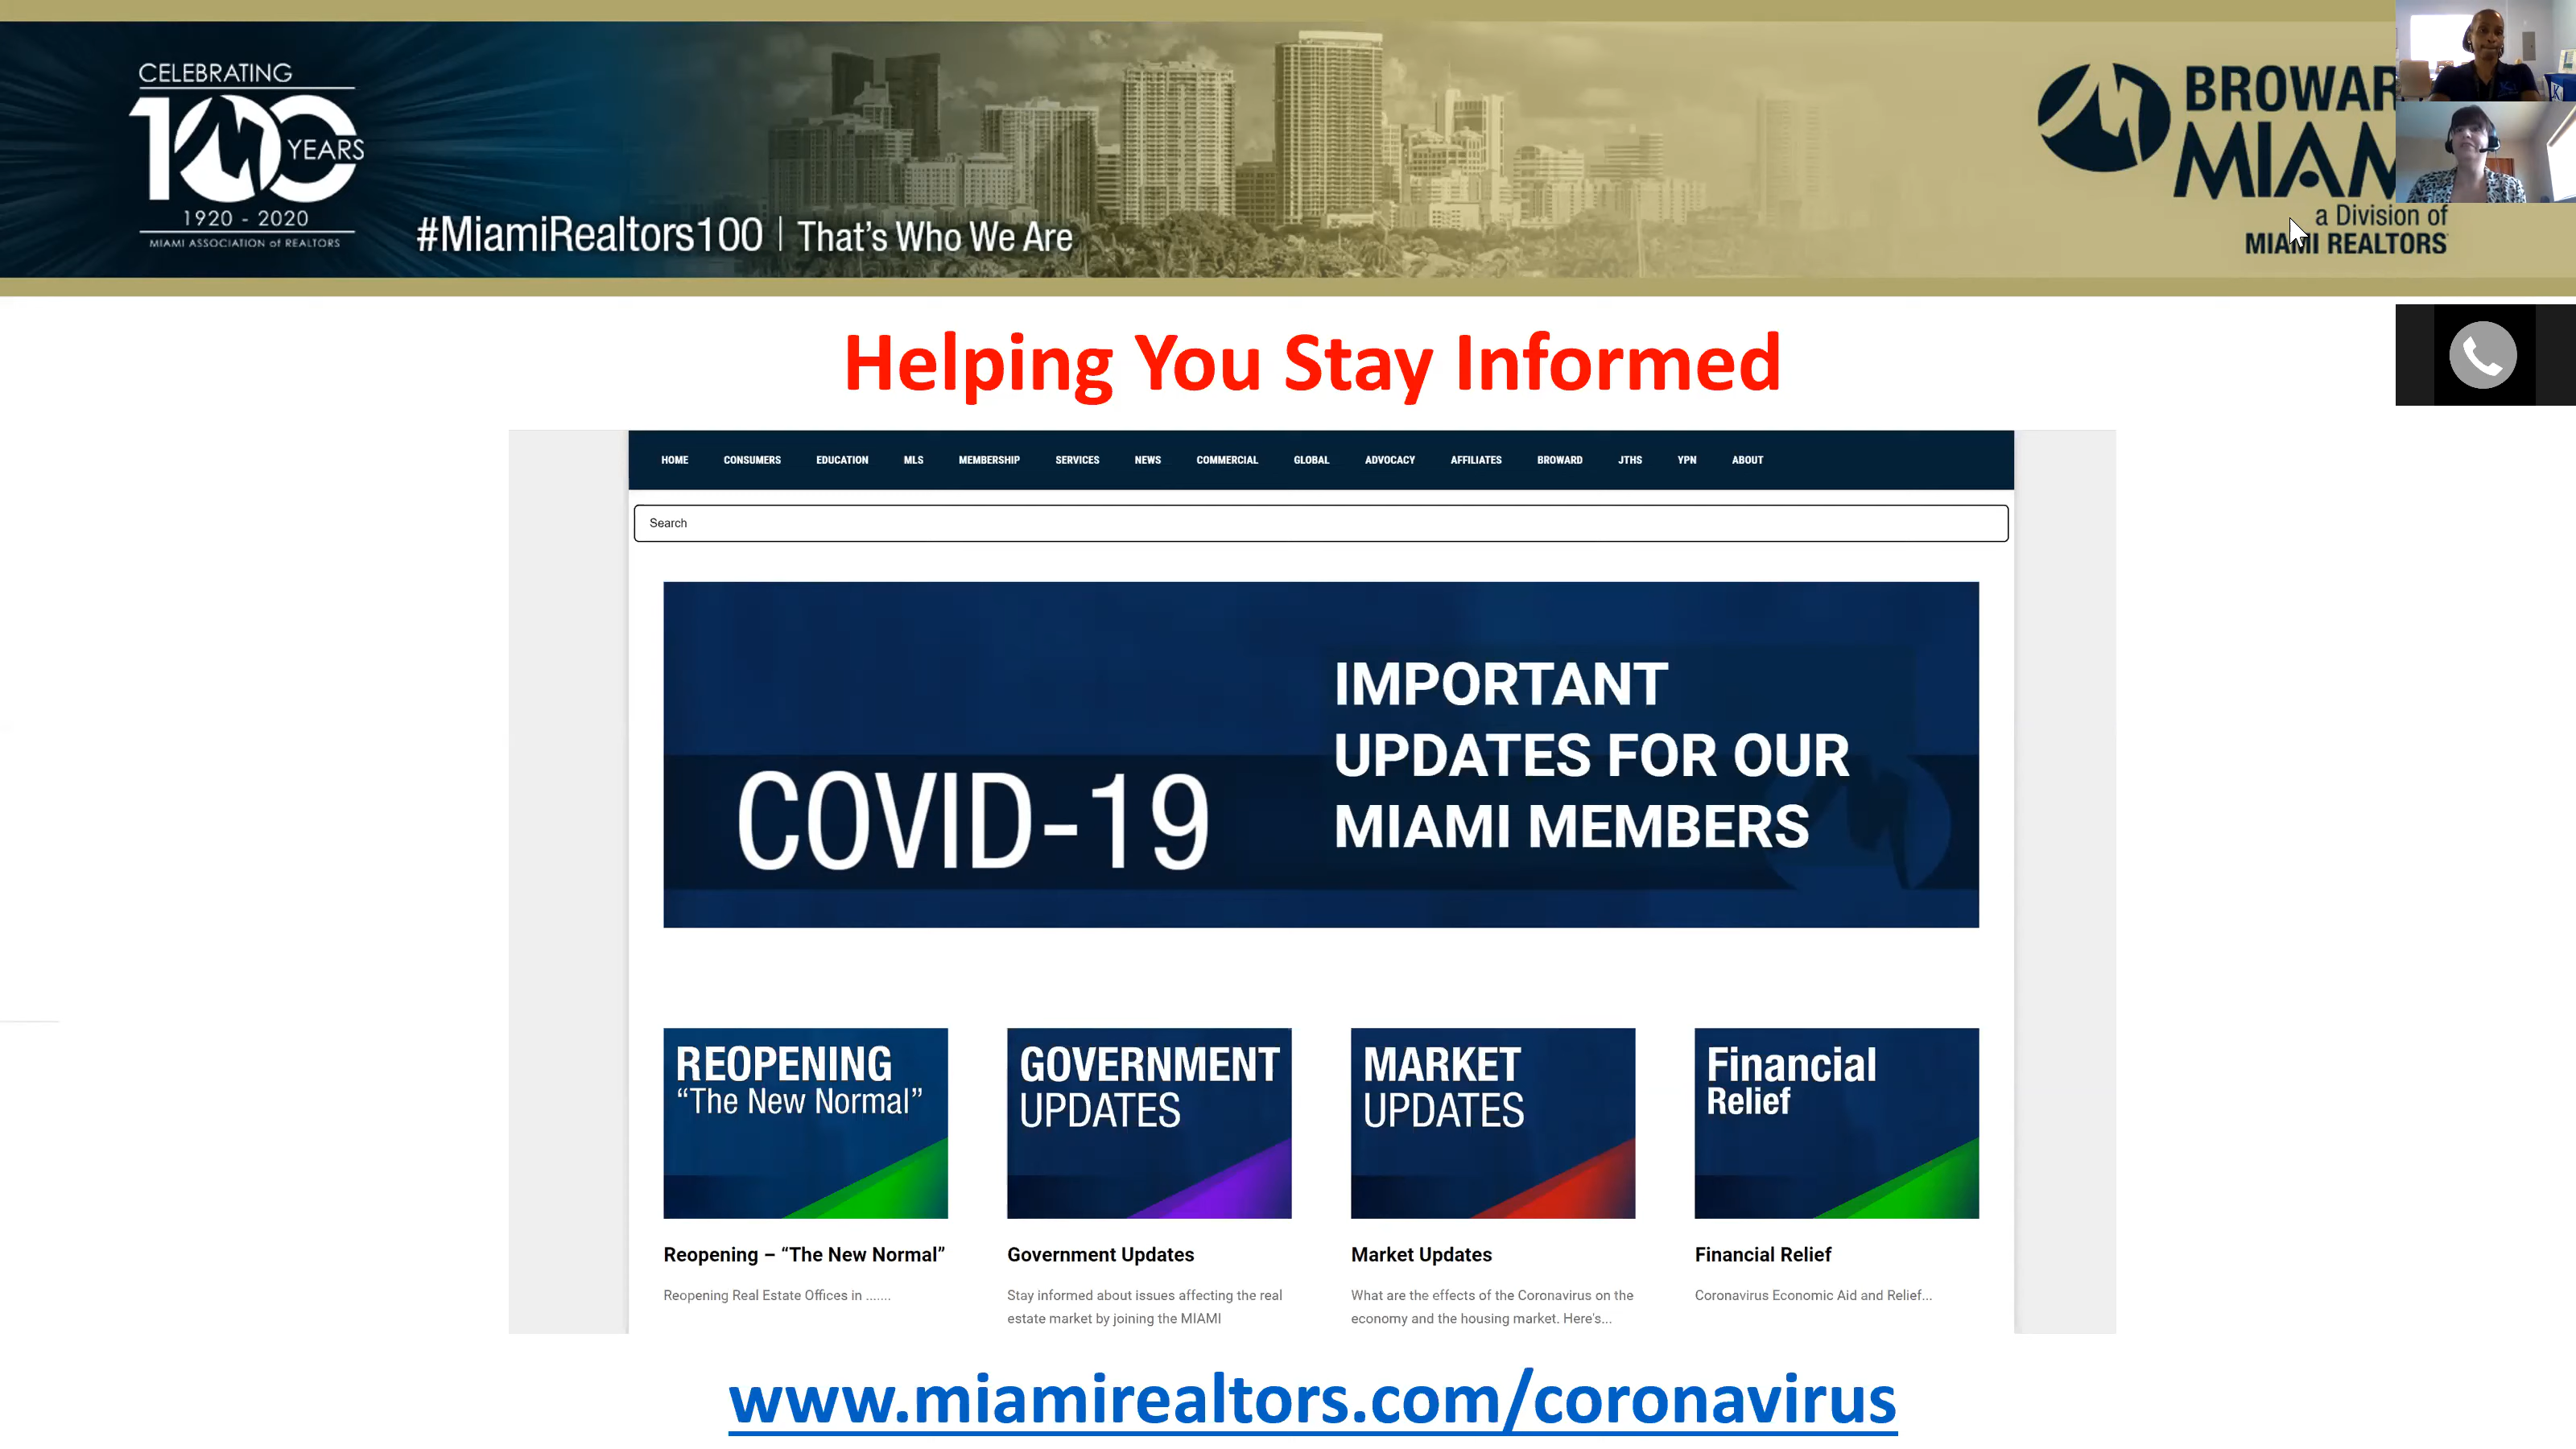 CELEBRATING
100 YEARS
1920 - 2020
MIAMI ASSOCIATION of REALTORS
#MiamiRealtors100 | That's Who We Are
a Division of
MIAMI REALTORS
Helping You Stay Informed
HOME CONSUMERS EDUCATION MLS MEMBERSHIP SERVICES NEWS COMMERCIAL GLOBAL ADVOCACY AFFILIATES BROWARD JTHS YPN ABOUT
Search
COVID-19
IMPORTANT
UPDATES FOR OUR
MIAMI MEMBERS
REOPENING
“The New Normal”
GOVERNMENT
UPDATES
MARKET
UPDATES
Financial
Relief
Reopening – “The New Normal”
Reopening Real Estate Offices in .......
Government Updates
Stay informed about issues affecting the real
estate market by joining the MIAMI
Market Updates
What are the effects of the Coronavirus on the
economy and the housing market. Here's...
Financial Relief
Coronavirus Economic Aid and Relief...
www.miamirealtors.com/coronavirus